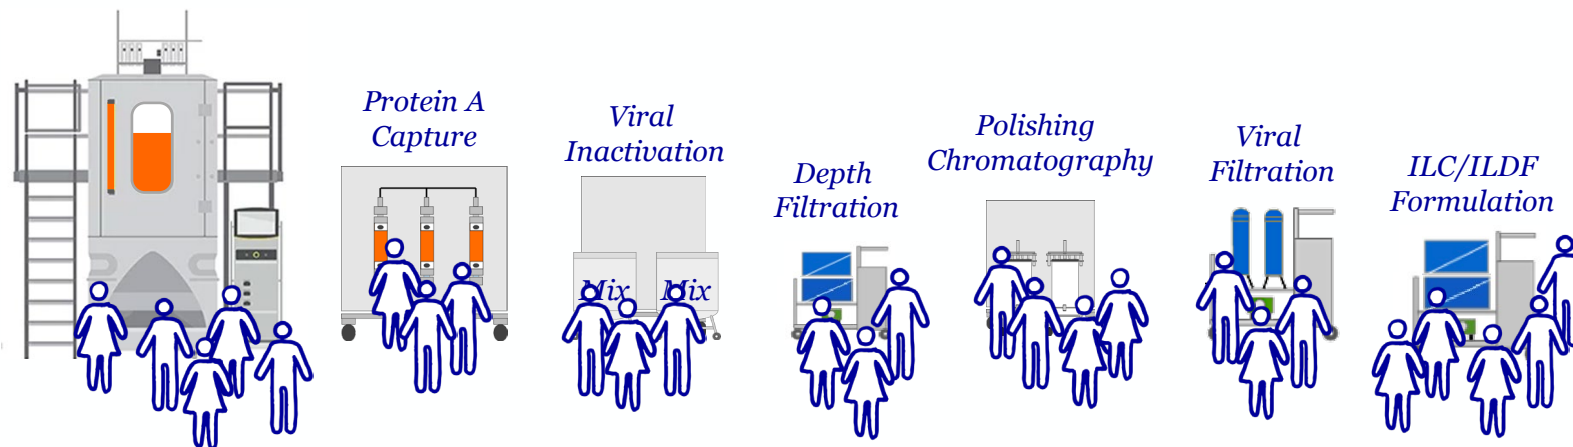 Protein A
Capture
Viral
Inactivation
Mix
Mix
Depth
Filtration
Polishing
Chromatography
Viral
Filtration
ILC/ILDF
Formulation